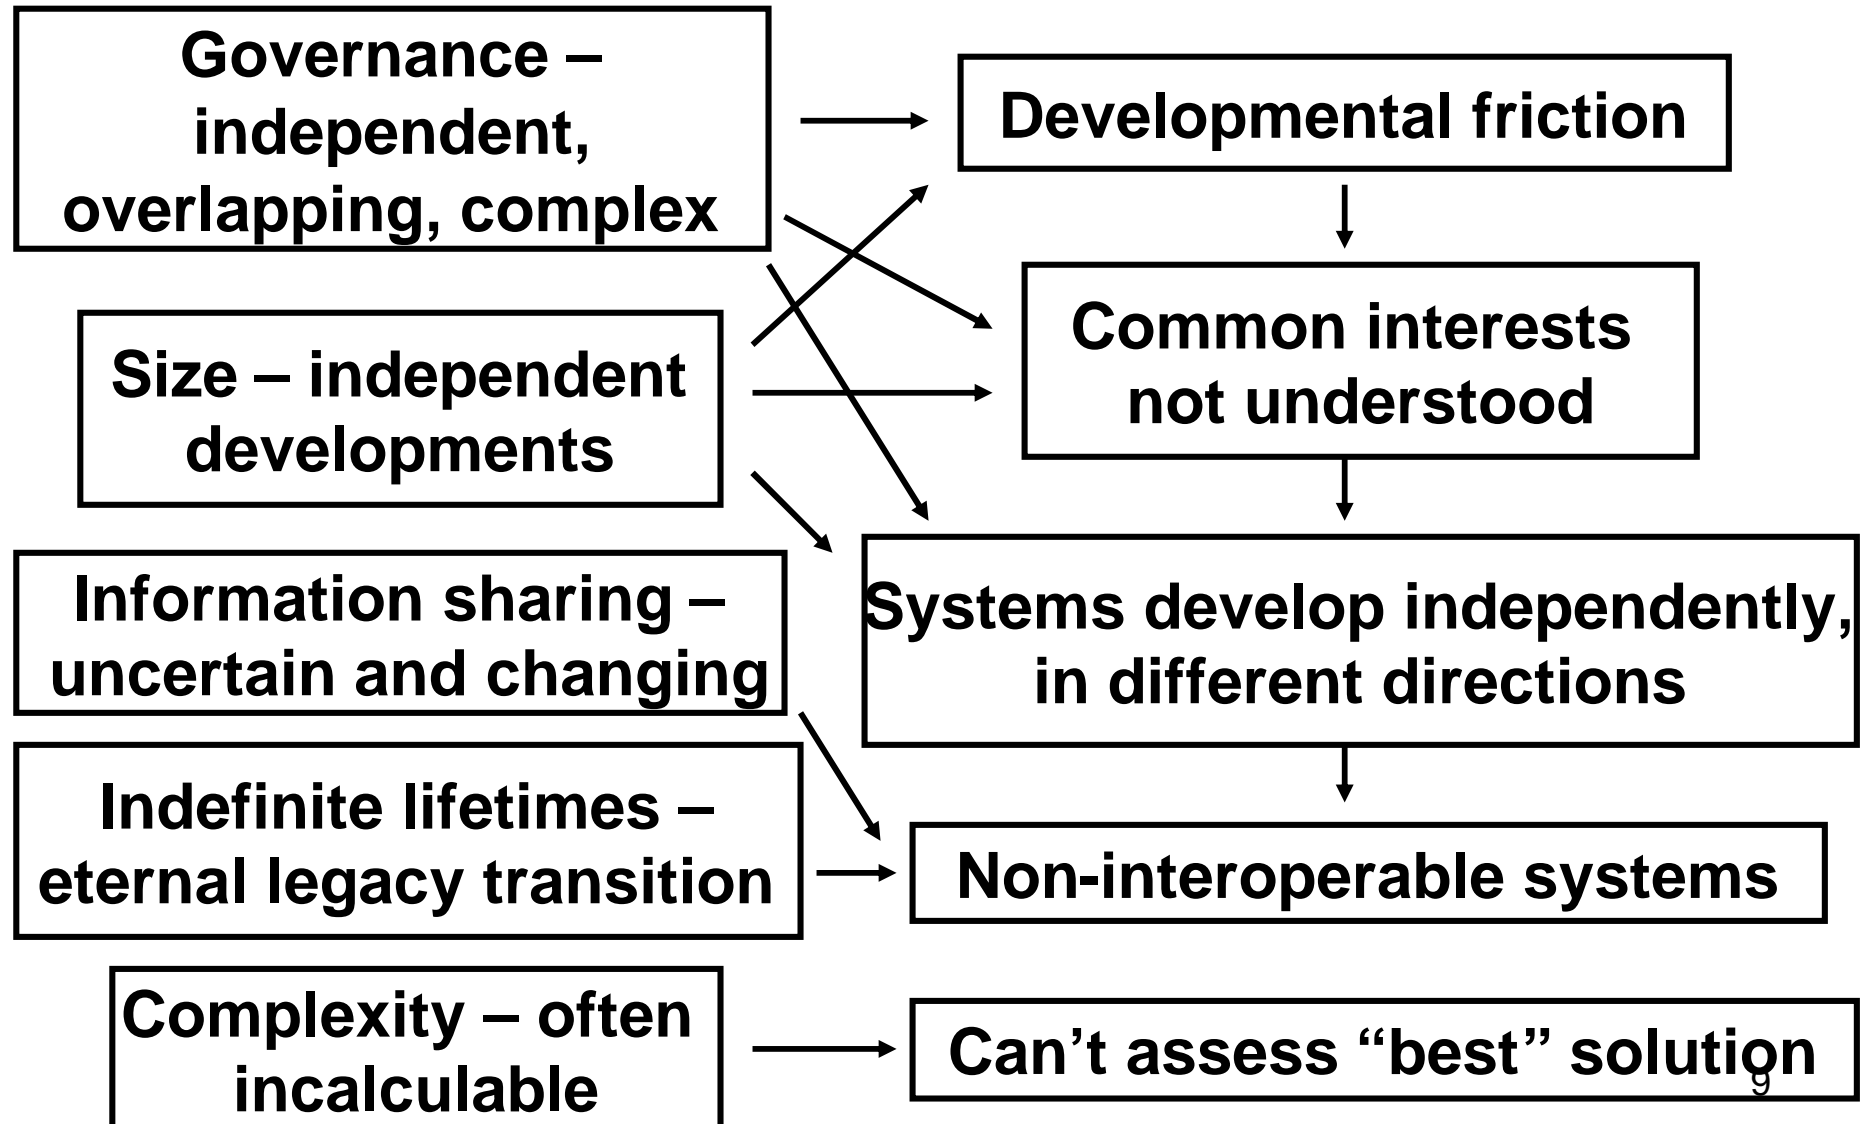 Governance –
independent,
overlapping, complex
Size – independent
developments
Information sharing –
uncertain and changing
Indefinite lifetimes –
eternal legacy transition
Complexity – often
incalculable
Developmental friction
Common interests
not understood
Systems develop independently,
in different directions
Non-interoperable systems
Can’t assess “best” solution
9